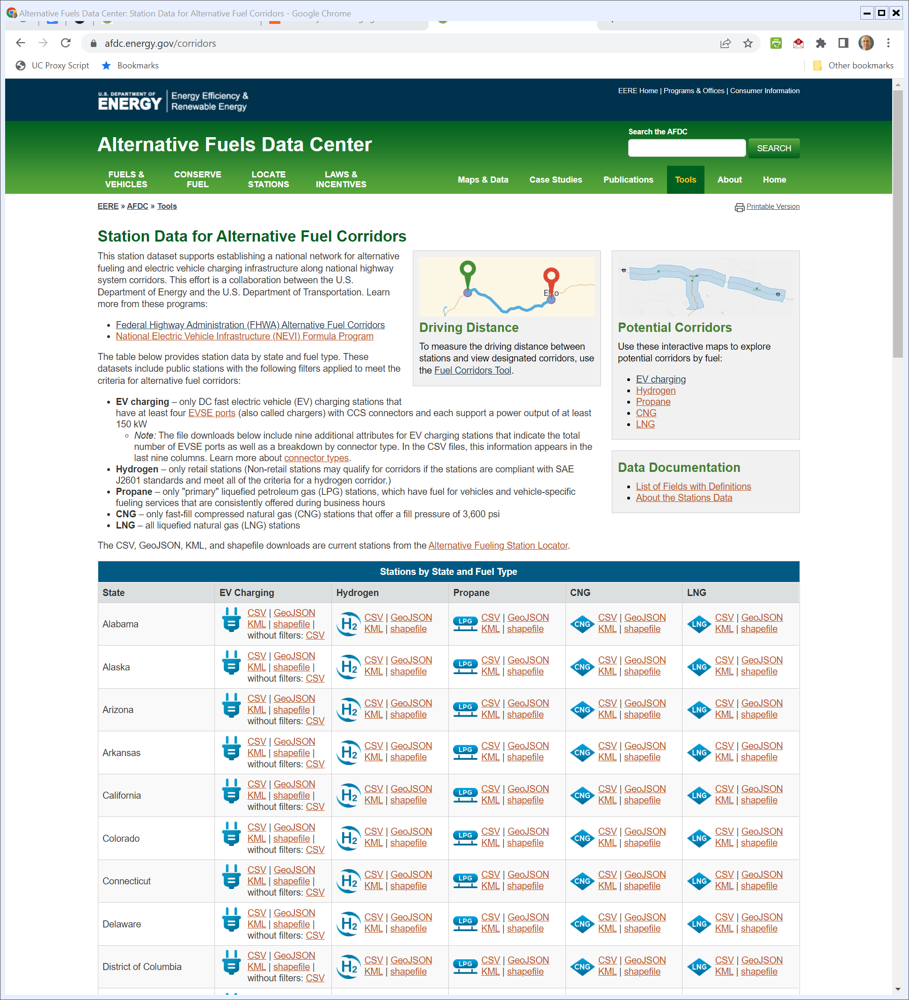 Alternative Fuels Data Center: Station Data for Alternative Fuel Corridors - Google Chrome
afdc.energy.gov/corridors
UC Proxy Script
Bookmarks
Other bookmarks
U.S. DEPARTMENT OF
ENERGY
Energy Efficiency &
Renewable Energy
EERE Home | Programs & Offices | Consumer Information
Alternative Fuels Data Center
Search the AFDC
SEARCH
FUELS &
VEHICLES
CONSERVE
FUEL
LOCATE
STATIONS
LAWS &
INCENTIVES
Maps & Data
Case Studies
Publications
Tools
About
Home
EERE » AFDC » Tools
Printable Version
Station Data for Alternative Fuel Corridors
This station dataset supports establishing a national network for alternative
fueling and electric vehicle charging infrastructure along national highway
system corridors. This effort is a collaboration between the U.S.
Department of Energy and the U.S. Department of Transportation. Learn
more from these programs:
• Federal Highway Administration (FHWA) Alternative Fuel Corridors
• National Electric Vehicle Infrastructure (NEVI) Formula Program
The table below provides station data by state and fuel type. These
datasets include public stations with the following filters applied to meet the
criteria for alternative fuel corridors:
• EV charging – only DC fast electric vehicle (EV) charging stations that
have at least four EVSE ports (also called chargers) with CCS connectors and each support a power output of at least
150 kW
◦ Note: The file downloads below include nine additional attributes for EV charging stations that indicate the total
number of EVSE ports as well as a breakdown by connector type. In the CSV files, this information appears in the
last nine columns. Learn more about connector types.
• Hydrogen – only retail stations (Non-retail stations may qualify for corridors if the stations are compliant with SAE
J2601 standards and meet all of the criteria for a hydrogen corridor.)
• Propane – only "primary" liquefied petroleum gas (LPG) stations, which have fuel for vehicles and vehicle-specific
fueling services that are consistently offered during business hours
• CNG – only fast-fill compressed natural gas (CNG) stations that offer a fill pressure of 3,600 psi
• LNG – all liquefied natural gas (LNG) stations
The CSV, GeoJSON, KML, and shapefile downloads are current stations from the Alternative Fueling Station Locator.
Elko
Driving Distance
To measure the driving distance between
stations and view designated corridors, use
the Fuel Corridors Tool.
Potential Corridors
Use these interactive maps to explore
potential corridors by fuel:
• EV charging
• Hydrogen
• Propane
• CNG
• LNG
Data Documentation
• List of Fields with Definitions
• About the Stations Data
Stations by State and Fuel Type
State EV Charging Hydrogen Propane CNG LNG
Alabama
CSV | GeoJSON
KML | shapefile |
without filters: CSV
H2 CSV | GeoJSON
KML | shapefile
LPG CSV | GeoJSON
KML | shapefile
CNG CSV | GeoJSON
KML | shapefile
LNG CSV | GeoJSON
KML | shapefile
Alaska
CSV | GeoJSON
KML | shapefile |
without filters: CSV
H2 CSV | GeoJSON
KML | shapefile
LPG CSV | GeoJSON
KML | shapefile
CNG CSV | GeoJSON
KML | shapefile
LNG CSV | GeoJSON
KML | shapefile
Arizona
CSV | GeoJSON
KML | shapefile |
without filters: CSV
H2 CSV | GeoJSON
KML | shapefile
LPG CSV | GeoJSON
KML | shapefile
CNG CSV | GeoJSON
KML | shapefile
LNG CSV | GeoJSON
KML | shapefile
Arkansas
CSV | GeoJSON
KML | shapefile |
without filters: CSV
H2 CSV | GeoJSON
KML | shapefile
LPG CSV | GeoJSON
KML | shapefile
CNG CSV | GeoJSON
KML | shapefile
LNG CSV | GeoJSON
KML | shapefile
California
CSV | GeoJSON
KML | shapefile |
without filters: CSV
H2 CSV | GeoJSON
KML | shapefile
LPG CSV | GeoJSON
KML | shapefile
CNG CSV | GeoJSON
KML | shapefile
LNG CSV | GeoJSON
KML | shapefile
Colorado
CSV | GeoJSON
KML | shapefile |
without filters: CSV
H2 CSV | GeoJSON
KML | shapefile
LPG CSV | GeoJSON
KML | shapefile
CNG CSV | GeoJSON
KML | shapefile
LNG CSV | GeoJSON
KML | shapefile
Connecticut
CSV | GeoJSON
KML | shapefile |
without filters: CSV
H2 CSV | GeoJSON
KML | shapefile
LPG CSV | GeoJSON
KML | shapefile
CNG CSV | GeoJSON
KML | shapefile
LNG CSV | GeoJSON
KML | shapefile
Delaware
CSV | GeoJSON
KML | shapefile |
without filters: CSV
H2 CSV | GeoJSON
KML | shapefile
LPG CSV | GeoJSON
KML | shapefile
CNG CSV | GeoJSON
KML | shapefile
LNG CSV | GeoJSON
KML | shapefile
District of Columbia
CSV | GeoJSON
KML | shapefile |
without filters: CSV
H2 CSV | GeoJSON
KML | shapefile
LPG CSV | GeoJSON
KML | shapefile
CNG CSV | GeoJSON
KML | shapefile
LNG CSV | GeoJSON
KML | shapefile